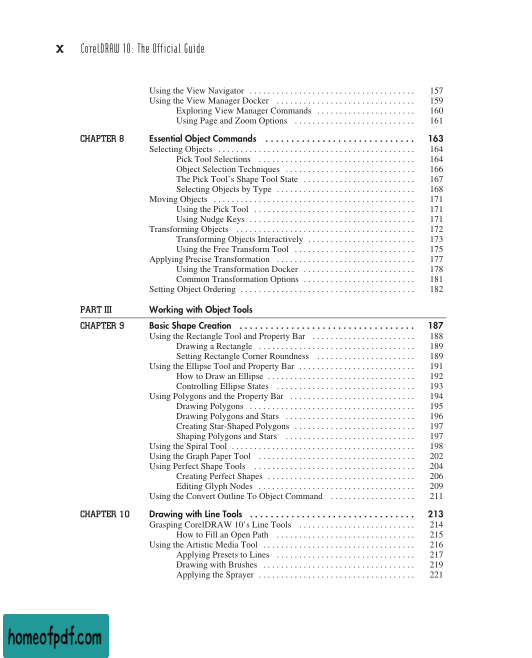 x CorelDRAW 10: The Official Guide
Using the View Navigator . . . . . . . . . . . . . . . . . . . . . . . . . . . . . . . . . . . . 157
Using the View Manager Docker . . . . . . . . . . . . . . . . . . . . . . . . . . . . . . 159
Exploring View Manager Commands . . . . . . . . . . . . . . . . . . . . . 160
Using Page and Zoom Options . . . . . . . . . . . . . . . . . . . . . . . . . . 161
CHAPTER 8 Essential Object Commands . . . . . . . . . . . . . . . . . . . . . . . . . . . . 163
Selecting Objects . . . . . . . . . . . . . . . . . . . . . . . . . . . . . . . . . . . . . . . . . . . 164
Pick Tool Selections . . . . . . . . . . . . . . . . . . . . . . . . . . . . . . . . . . 164
Object Selection Techniques . . . . . . . . . . . . . . . . . . . . . . . . . . . . 166
The Pick Tool's Shape Tool State . . . . . . . . . . . . . . . . . . . . . . . . 167
Selecting Objects by Type . . . . . . . . . . . . . . . . . . . . . . . . . . . . . . 168
Moving Objects . . . . . . . . . . . . . . . . . . . . . . . . . . . . . . . . . . . . . . . . . . . . 171
Using the Pick Tool . . . . . . . . . . . . . . . . . . . . . . . . . . . . . . . . . . . 171
Using Nudge Keys . . . . . . . . . . . . . . . . . . . . . . . . . . . . . . . . . . . . 171
Transforming Objects . . . . . . . . . . . . . . . . . . . . . . . . . . . . . . . . . . . . . . . 172
Transforming Objects Interactively . . . . . . . . . . . . . . . . . . . . . . . 173
Using the Free Transform Tool . . . . . . . . . . . . . . . . . . . . . . . . . . 175
Applying Precise Transformation . . . . . . . . . . . . . . . . . . . . . . . . . . . . . . 177
Using the Transformation Docker . . . . . . . . . . . . . . . . . . . . . . . . 178
Common Transformation Options . . . . . . . . . . . . . . . . . . . . . . . . 181
Setting Object Ordering . . . . . . . . . . . . . . . . . . . . . . . . . . . . . . . . . . . . . . 182
PART III Working with Object Tools
CHAPTER 9 Basic Shape Creation . . . . . . . . . . . . . . . . . . . . . . . . . . . . . . . . . 187
Using the Rectangle Tool and Property Bar . . . . . . . . . . . . . . . . . . . . . . 188
Drawing a Rectangle . . . . . . . . . . . . . . . . . . . . . . . . . . . . . . . . . . 189
Setting Rectangle Corner Roundness . . . . . . . . . . . . . . . . . . . . . 189
Using the Ellipse Tool and Property Bar . . . . . . . . . . . . . . . . . . . . . . . . . 191
How to Draw an Ellipse . . . . . . . . . . . . . . . . . . . . . . . . . . . . . . . . 192
Controlling Ellipse States . . . . . . . . . . . . . . . . . . . . . . . . . . . . . . 193
Using Polygons and the Property Bar . . . . . . . . . . . . . . . . . . . . . . . . . . . 194
Drawing Polygons . . . . . . . . . . . . . . . . . . . . . . . . . . . . . . . . . . . . 195
Drawing Polygons and Stars . . . . . . . . . . . . . . . . . . . . . . . . . . . . 196
Creating Star-Shaped Polygons . . . . . . . . . . . . . . . . . . . . . . . . . . 197
Shaping Polygons and Stars . . . . . . . . . . . . . . . . . . . . . . . . . . . . 197
Using the Spiral Tool . . . . . . . . . . . . . . . . . . . . . . . . . . . . . . . . . . . . . . . . 198
Using the Graph Paper Tool . . . . . . . . . . . . . . . . . . . . . . . . . . . . . . . . . . 202
Using Perfect Shape Tools . . . . . . . . . . . . . . . . . . . . . . . . . . . . . . . . . . . 204
Creating Perfect Shapes . . . . . . . . . . . . . . . . . . . . . . . . . . . . . . . . 206
Editing Glyph Nodes . . . . . . . . . . . . . . . . . . . . . . . . . . . . . . . . . . 209
Using the Convert Outline To Object Command . . . . . . . . . . . . . . . . . . 211
CHAPTER 10 Drawing with Line Tools . . . . . . . . . . . . . . . . . . . . . . . . . . . . . . . 213
Grasping CorelDRAW 10's Line Tools . . . . . . . . . . . . . . . . . . . . . . . . . 214
How to Fill an Open Path . . . . . . . . . . . . . . . . . . . . . . . . . . . . . . 215
Using the Artistic Media Tool . . . . . . . . . . . . . . . . . . . . . . . . . . . . . . . . . 216
Applying Presets to Lines . . . . . . . . . . . . . . . . . . . . . . . . . . . . . . 217
Drawing with Brushes . . . . . . . . . . . . . . . . . . . . . . . . . . . . . . . . . 219
Applying the Sprayer . . . . . . . . . . . . . . . . . . . . . . . . . . . . . . . . . . 221
homeofpdf.com